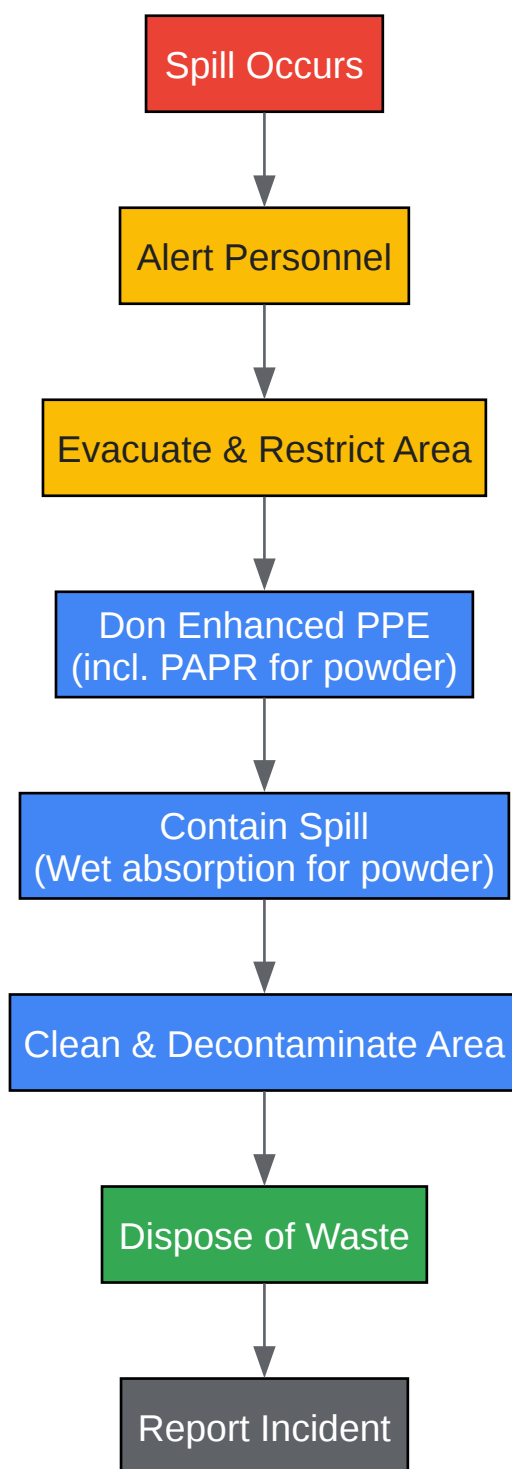 Spill Occurs
Alert Personnel
Evacuate & Restrict Area
Don Enhanced PPE
(incl. PAPR for powder)
Contain Spill
(Wet absorption for powder)
Clean & Decontaminate Area
Dispose of Waste
Report Incident